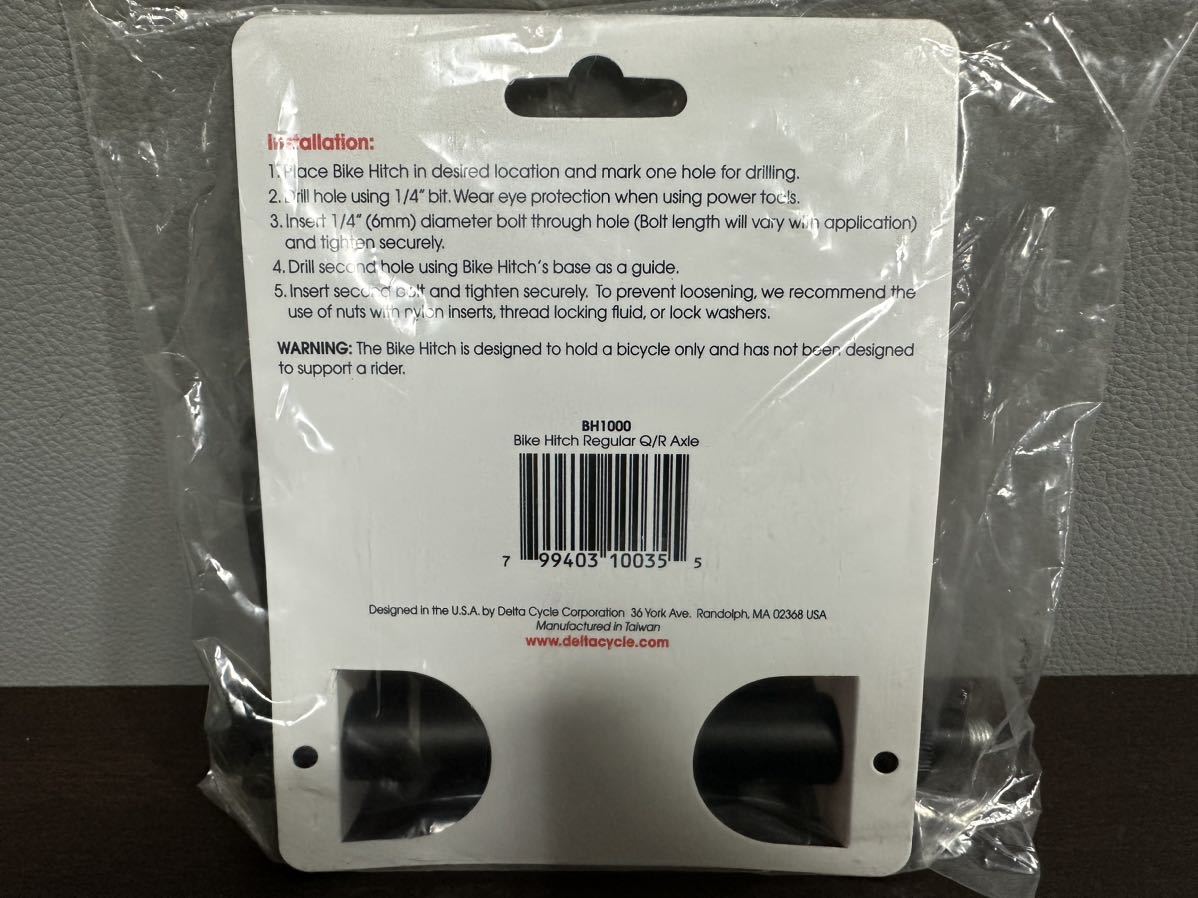 Installation:
1. Place Bike Hitch in desired location and mark one hole for drilling.
2. Drill hole using 1/4" bit. Wear eye protection when using power tools.
3. Insert 1/4" (6mm) diameter bolt through hole (Bolt length will vary with application)
and tighten securely.
4. Drill second hole using Bike Hitch's base as a guide.
5. Insert second bolt and tighten securely. To prevent loosening, we recommend the
use of nuts with nylon inserts, thread locking fluid, or lock washers.
WARNING: The Bike Hitch is designed to hold a bicycle only and has not been designed
to support a rider.
BH1000
Bike Hitch Regular Q/R Axle
7 99403 10035 5
Designed in the U.S.A. by Delta Cycle Corporation 36 York Ave. Randolph, MA 02368 USA
Manufactured in Taiwan
www.deltacycle.com